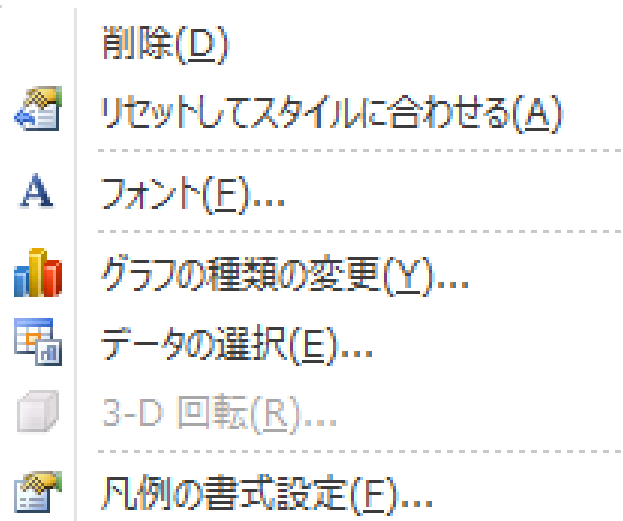 削除(D)
リセットしてスタイルに合わせる(A)
フォント(F)...
グラフの種類の変更(Y)...
データの選択(E)...
3-D 回転(R)...
凡例の書式設定(F)...